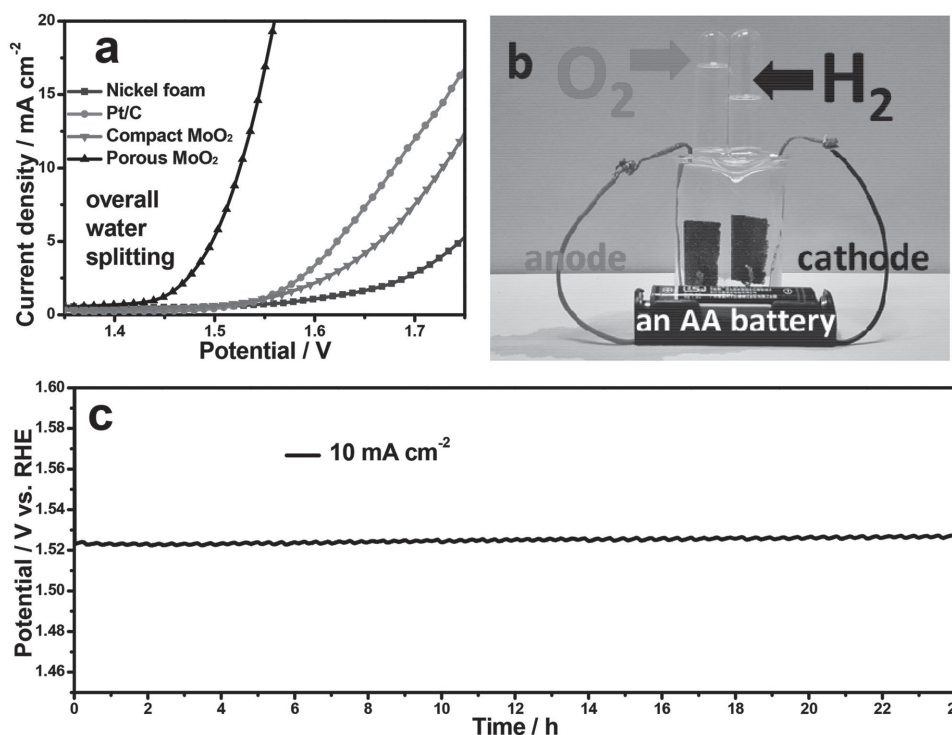 a
Current density / mA cm⁻²
20
15
10
5
0
Nickel foam
Pt/C
Compact MoO₂
Porous MoO₂
overall
water
splitting
1.4
1.5
1.6
1.7
Potential / V
b
O₂
H₂
anode
cathode
an AA battery
c
Potential / V vs. RHE
1.60
1.58
1.56
1.54
1.52
1.50
1.48
1.46
10 mA cm⁻²
0
2
4
6
8
10
12
14
16
18
20
22
Time / h